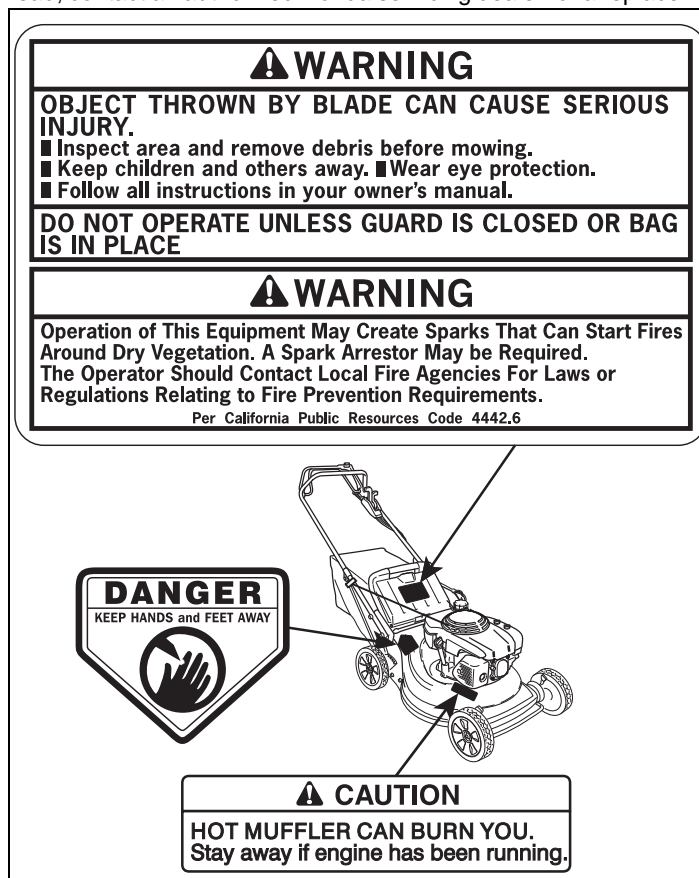 WARNING
OBJECT THROWN BY BLADE CAN CAUSE SERIOUS
INJURY.
Inspect area and remove debris before mowing.
Keep children and others away. Wear eye protection.
Follow all instructions in your owner's manual.
DO NOT OPERATE UNLESS GUARD IS CLOSED OR BAG
IS IN PLACE
WARNING
Operation of This Equipment May Create Sparks That Can Start Fires
Around Dry Vegetation. A Spark Arrestor May be Required.
The Operator Should Contact Local Fire Agencies For Laws or
Regulations Relating to Fire Prevention Requirements.
Per California Public Resources Code 4442.6
DANGER
KEEP HANDS and FEET AWAY
CAUTION
HOT MUFFLER CAN BURN YOU.
Stay away if engine has been running.